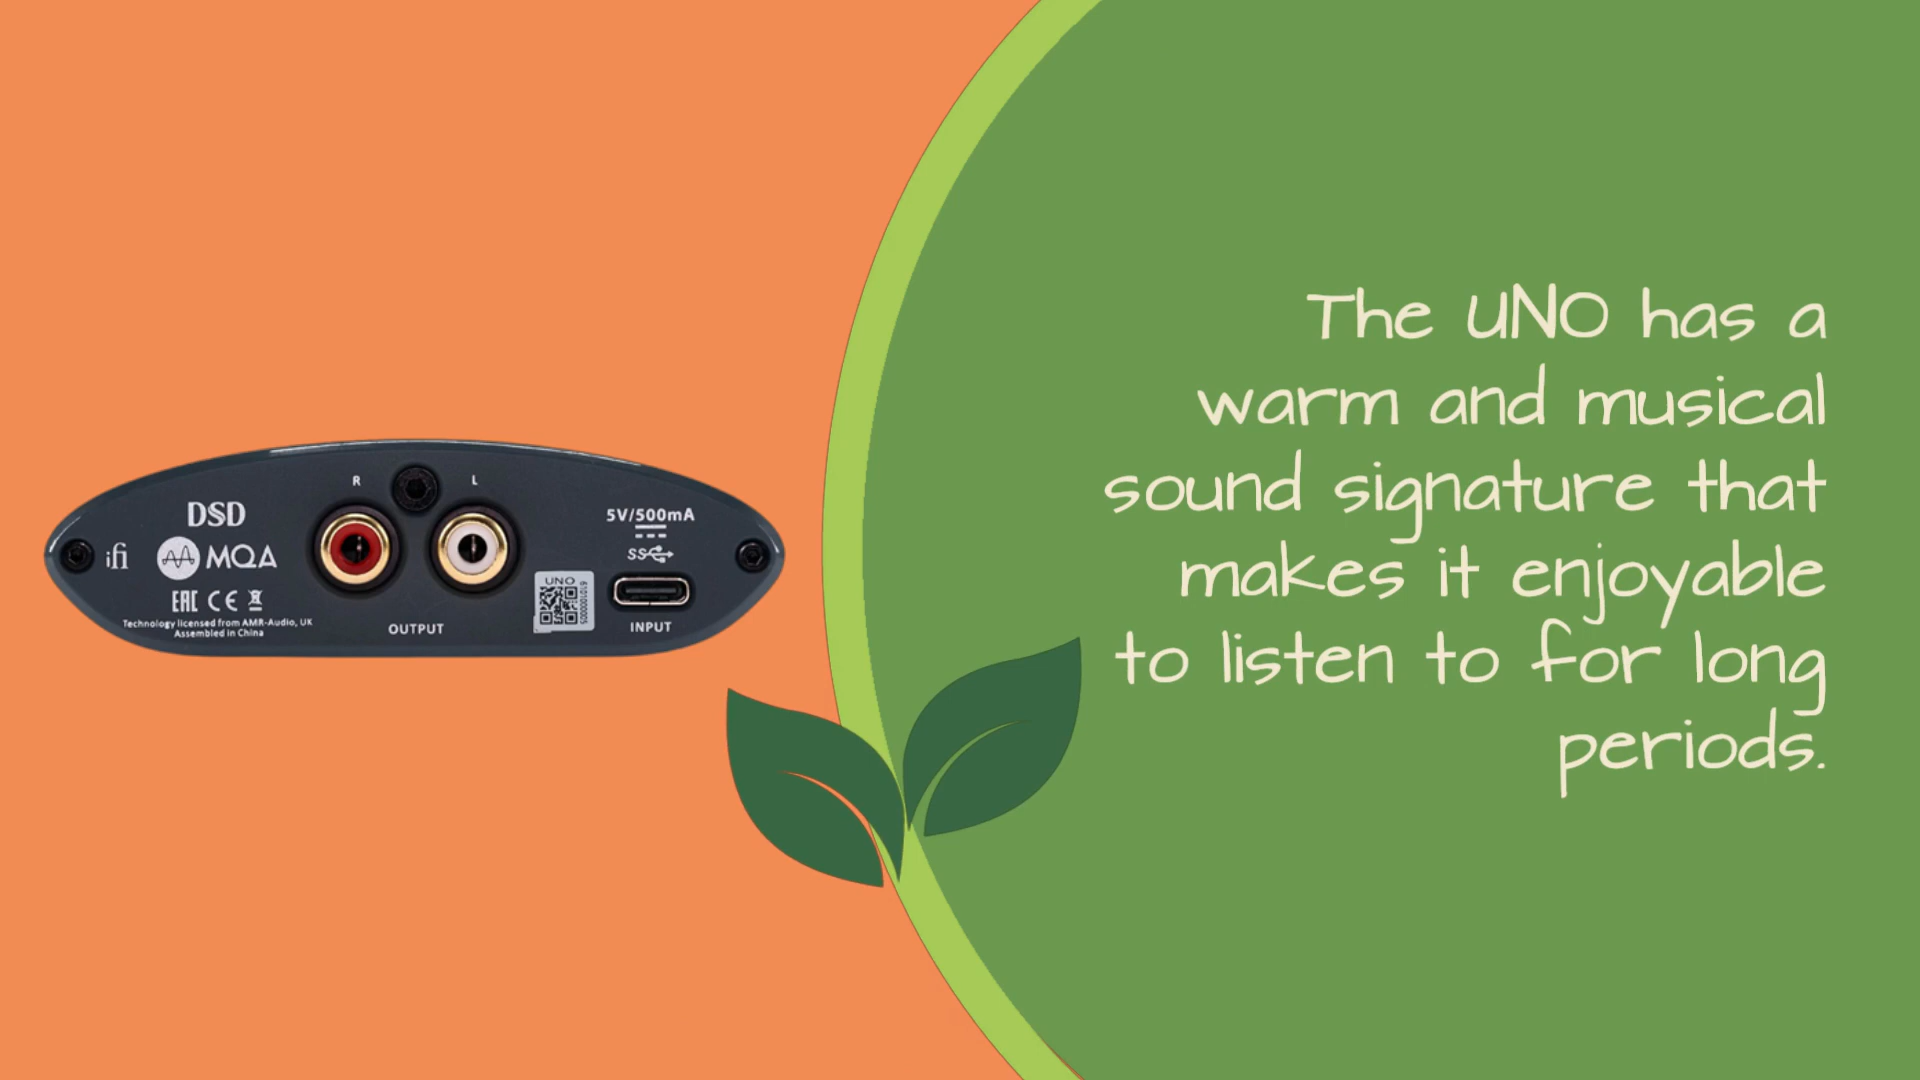 R
L
DSD
5V/500mA
SS
ifi
MQA
UNO
6101000005
EAC CE
Technology licensed from AMR-Audio, UK
Assembled in China
OUTPUT
INPUT
The UNO has a
warm and musical
sound signature that
makes it enjoyable
to listen to for long
periods.